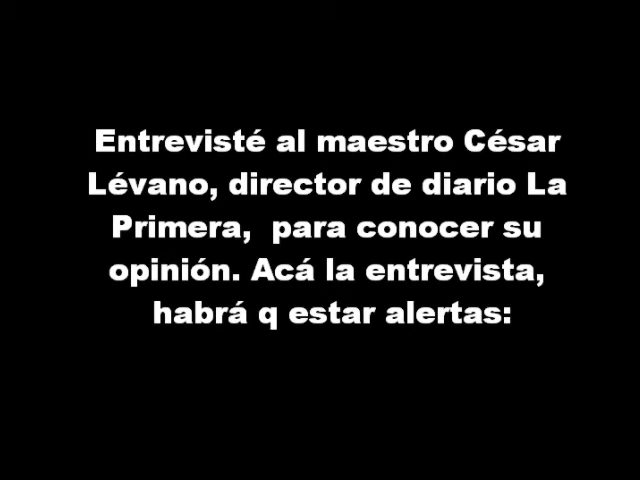 Entrevisté al maestro César
Lévano, director de diario La
Primera,  para conocer su
opinión. Acá la entrevista,
habrá q estar alertas: